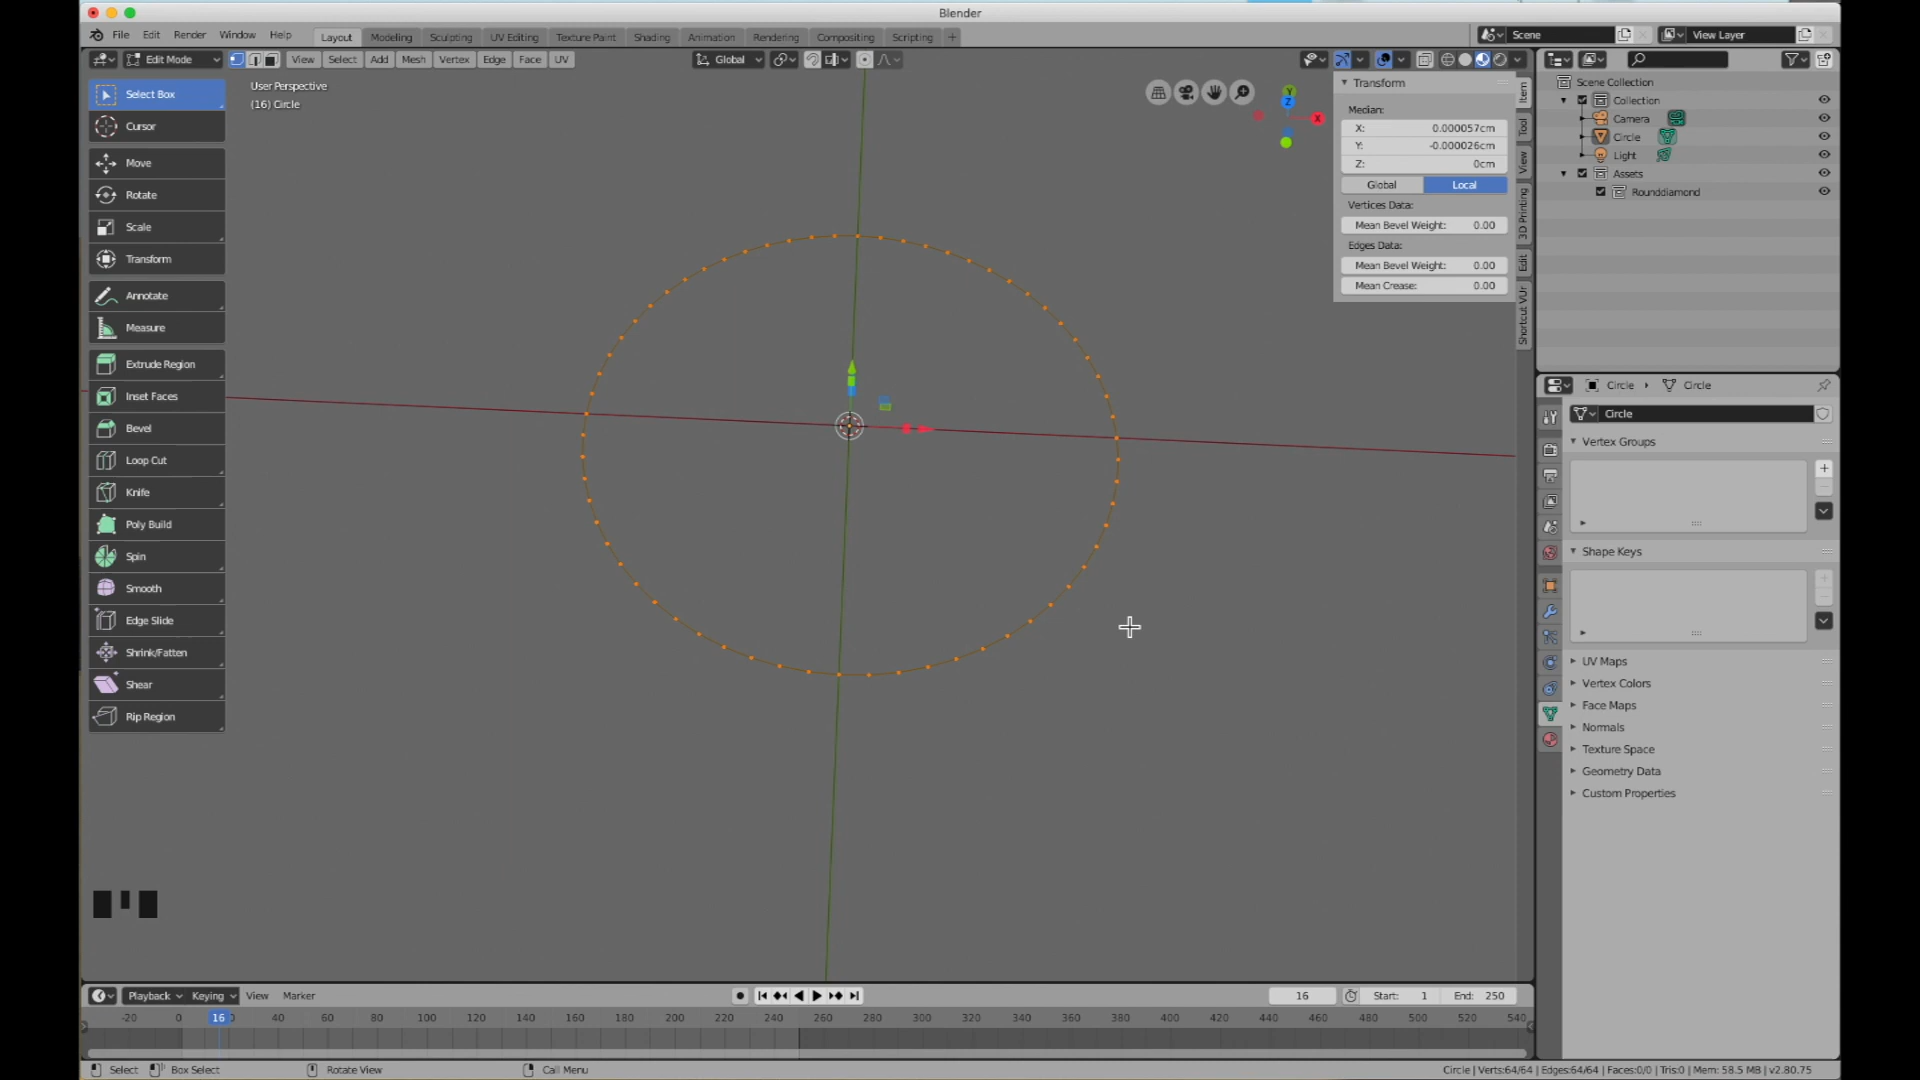 Blender
File Edit Render Window Help
Layout Modeling Sculpting UV Editing Texture Paint Shading Animation Rendering Compositing Scripting +
Scene
View Layer
Edit Mode View Select Add Mesh Vertex Edge Face UV
Global
User Perspective
(16) Circle
Select Box
Cursor
Move
Rotate
Scale
Transform
Annotate
Measure
Extrude Region
Inset Faces
Bevel
Loop Cut
Knife
Poly Build
Spin
Smooth
Edge Slide
Shrink/Fatten
Shear
Rip Region
Y
Z
X
Transform
Median:
X: 0.000057cm
Y: -0.000026cm
Z: 0cm
Global Local
Vertices Data:
Mean Bevel Weight: 0.00
Edges Data:
Mean Bevel Weight: 0.00
Mean Crease: 0.00
Item
Tool
View
3D Printing
Edit
Shortcut VUr
Scene Collection
Collection
Camera
Circle
Light
Assets
Rounddiamond
Circle › Circle
Circle
Vertex Groups
Shape Keys
UV Maps
Vertex Colors
Face Maps
Normals
Texture Space
Geometry Data
Custom Properties
Playback Keying View Marker
16 Start: 1 End: 250
-20 0 16 40 60 80 100 120 140 160 180 200 220 240 260 280 300 320 340 360 380 400 420 440 460 480 500 520 540
Select Box Select Rotate View Call Menu
Circle | Verts:64/64 | Edges:64/64 | Faces:0/0 | Tris:0 | Mem: 58.5 MB | v2.80.75